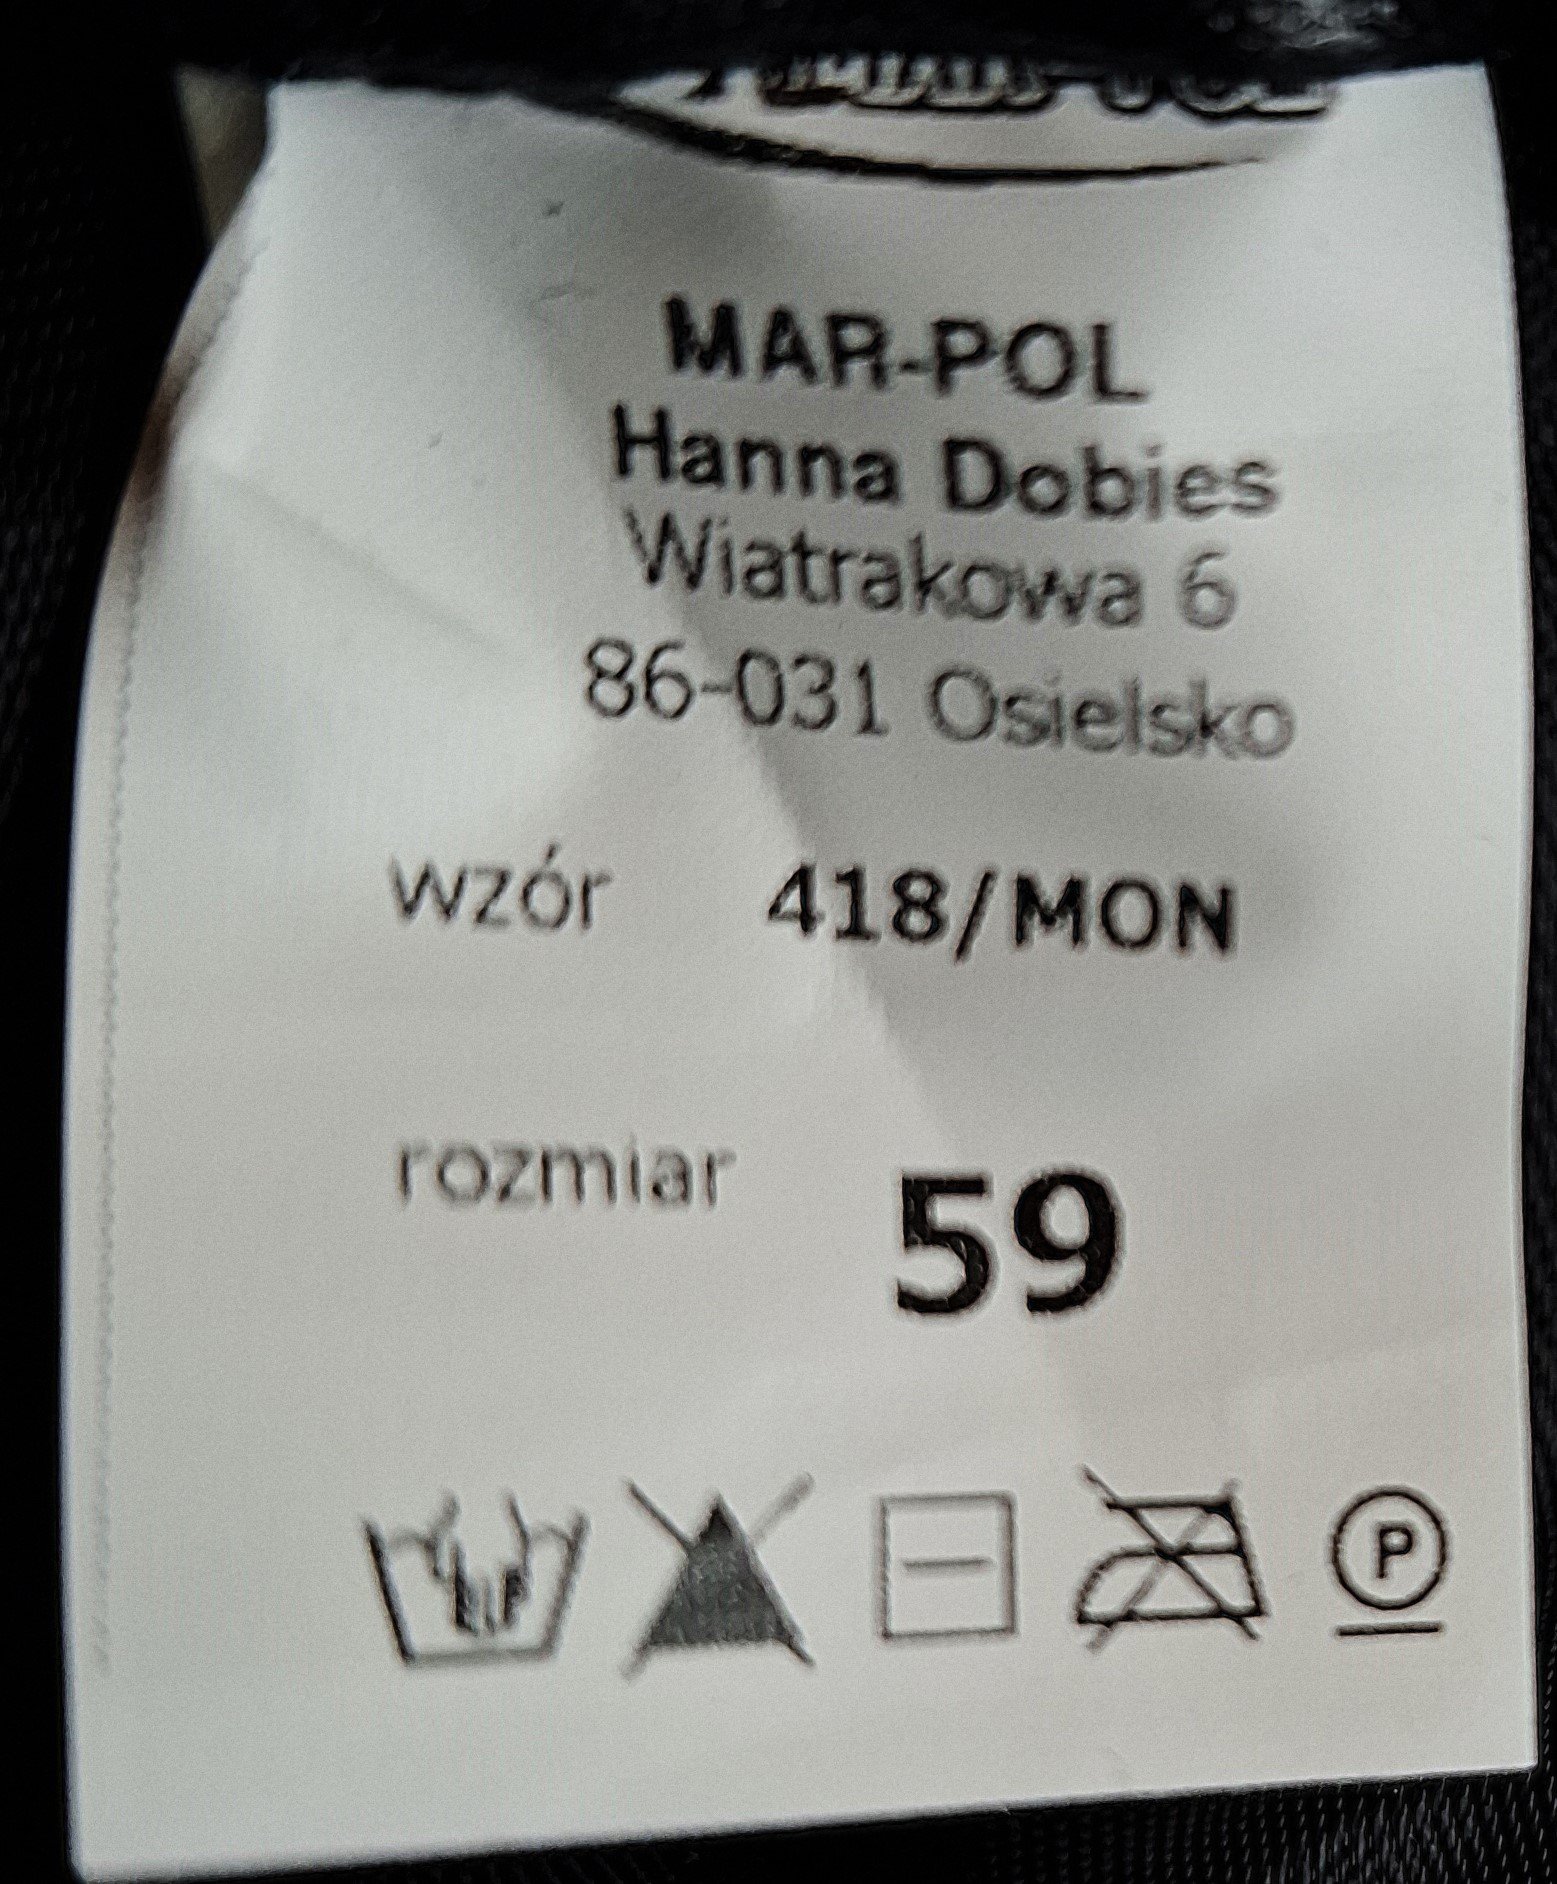 MAR-POL
Hanna Dobies
Wiatrakowa 6
86-031 Osielsko
wzór 418/MON
rozmiar 59
P